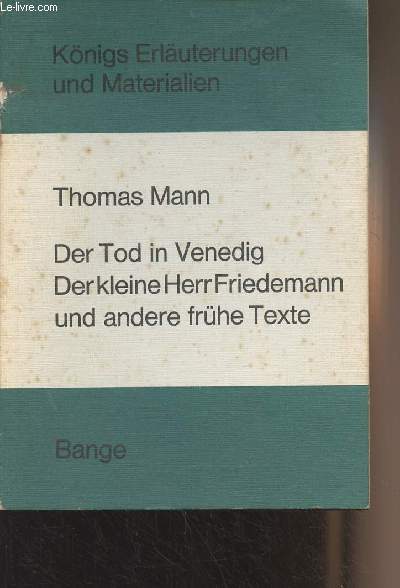 Le-livre.com
Königs Erläuterungen
und Materialien
Thomas Mann
Der Tod in Venedig
Der kleine Herr Friedemann
und andere frühe Texte
Bange